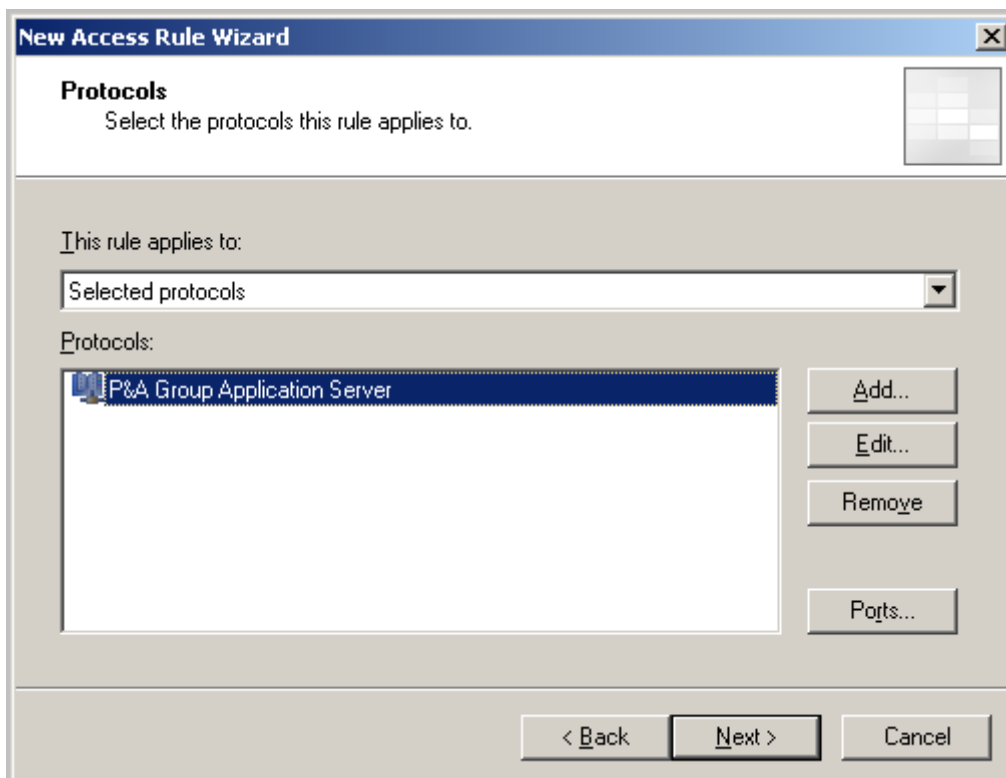 New Access Rule Wizard
Protocols
Select the protocols this rule applies to.
This rule applies to:
Selected protocols
Protocols:
P&A Group Application Server
Add...
Edit...
Remove
Ports...
< Back
Next >
Cancel